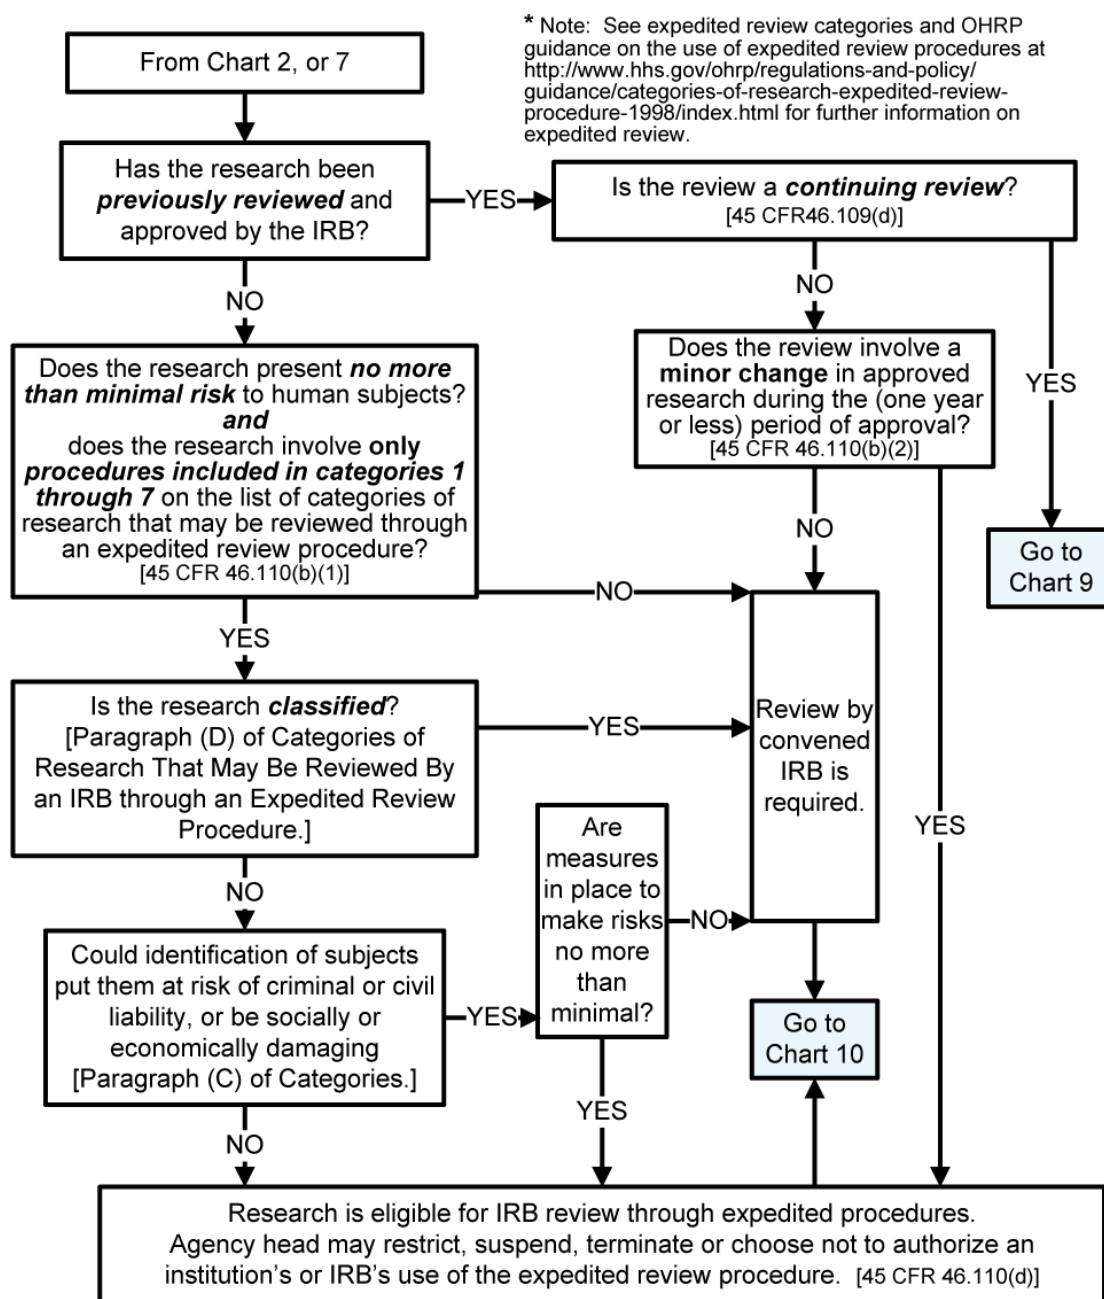 * Note: See expedited review categories and OHRP
guidance on the use of expedited review procedures at
http://www.hhs.gov/ohrp/regulations-and-policy/
guidance/categories-of-research-expedited-review-
procedure-1998/index.html for further information on
expedited review.
From Chart 2, or 7
Has the research been
previously reviewed and
approved by the IRB?
YES
Is the review a continuing review?
[45 CFR46.109(d)]
NO
NO
YES
Does the research present no more
than minimal risk to human subjects?
and
does the research involve only
procedures included in categories 1
through 7 on the list of categories of
research that may be reviewed through
an expedited review procedure?
[45 CFR 46.110(b)(1)]
Does the review involve a
minor change in approved
research during the (one year
or less) period of approval?
[45 CFR 46.110(b)(2)]
NO
Go to
Chart 9
NO
YES
Is the research classified?
[Paragraph (D) of Categories of
Research That May Be Reviewed By
an IRB through an Expedited Review
Procedure.]
YES
Review by
convened
IRB is
required.
YES
Are
measures
in place to
make risks
no more
than
minimal?
NO
NO
Could identification of subjects
put them at risk of criminal or civil
liability, or be socially or
economically damaging
[Paragraph (C) of Categories.]
YES
Go to
Chart 10
YES
NO
Research is eligible for IRB review through expedited procedures.
Agency head may restrict, suspend, terminate or choose not to authorize an
institution's or IRB's use of the expedited review procedure. [45 CFR 46.110(d)]